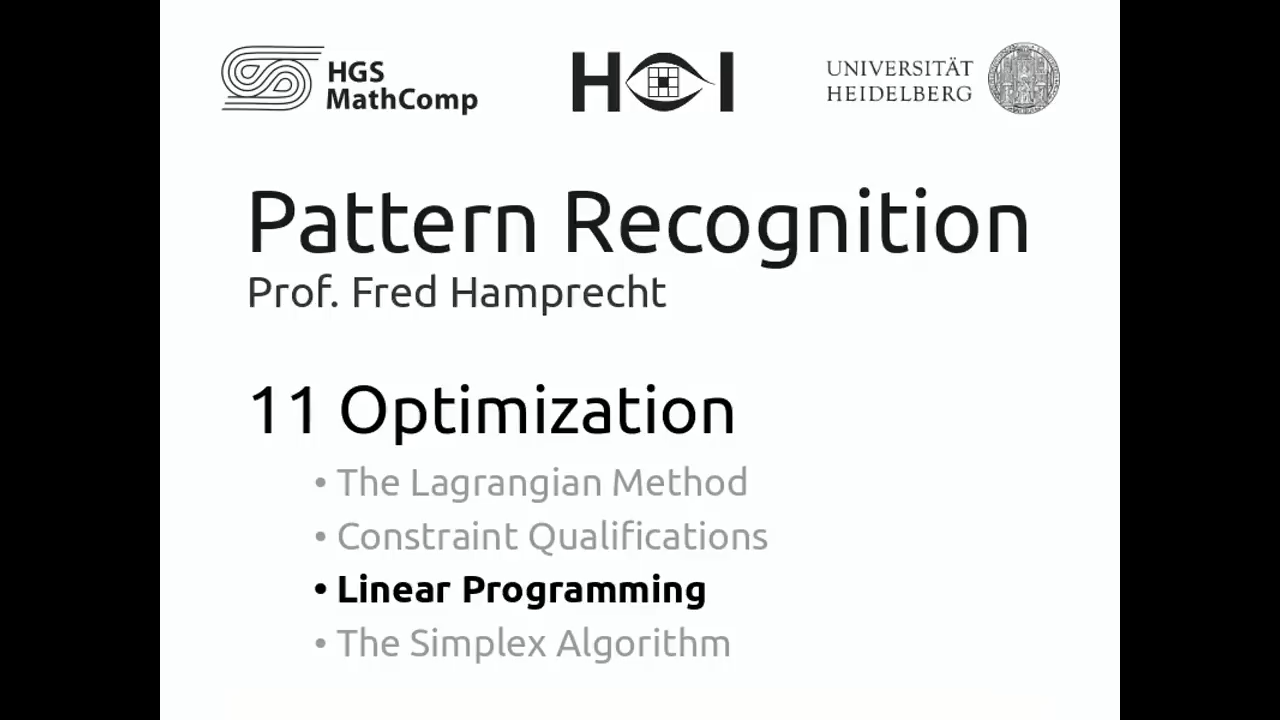 HGS
MathComp
HCI
UNIVERSITÄT
HEIDELBERG
Pattern Recognition
Prof. Fred Hamprecht
11 Optimization
• The Lagrangian Method
• Constraint Qualifications
• Linear Programming
• The Simplex Algorithm